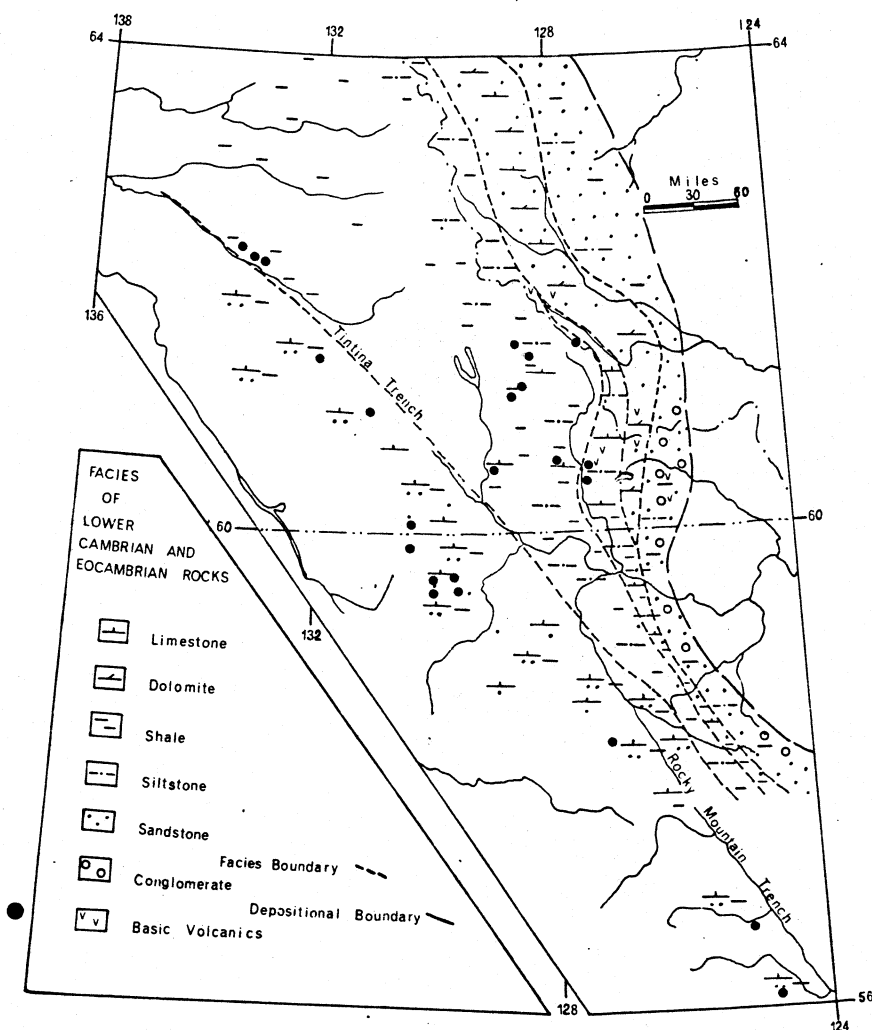 138
132
128
124
64
64
Miles
0 30 60
136
Tintina Trench
60
60
132
FACIES
OF
LOWER
CAMBRIAN AND
EOCAMBRIAN ROCKS
Limestone
Dolomite
Shale
Siltstone
Sandstone
Facies Boundary
Conglomerate
Depositional Boundary
Basic Volcanics
Rocky Mountain Trench
128
56
124